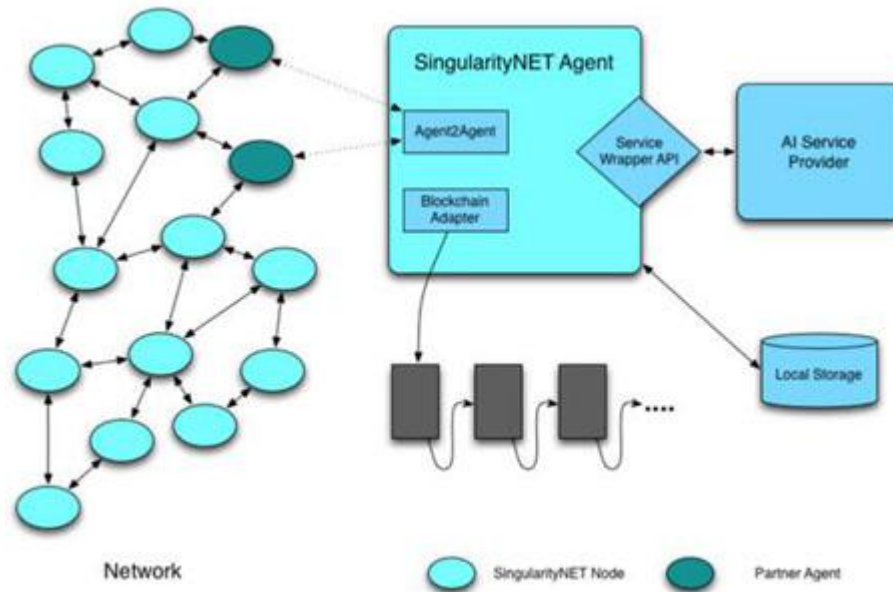 SingularityNET Agent
Agent2Agent
Service
Wrapper API
AI Service
Provider
Blockchain
Adapter
Local Storage
....
Network
SingularityNET Node
Partner Agent